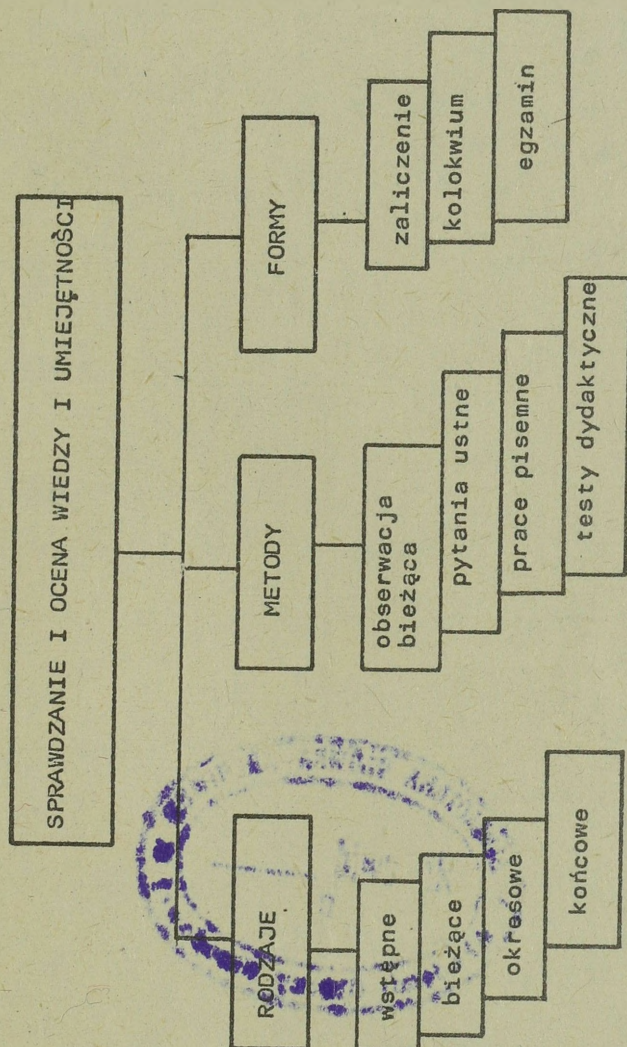 SPRAWDZANIE I OCENA WIEDZY I UMIEJĘTNOŚCI
RODZAJE
wstępne
bieżące
okresowe
końcowe
METODY
obserwacja
bieżąca
pytania ustne
prace pisemne
testy dydaktyczne
FORMY
zaliczenie
kolokwium
egzamin